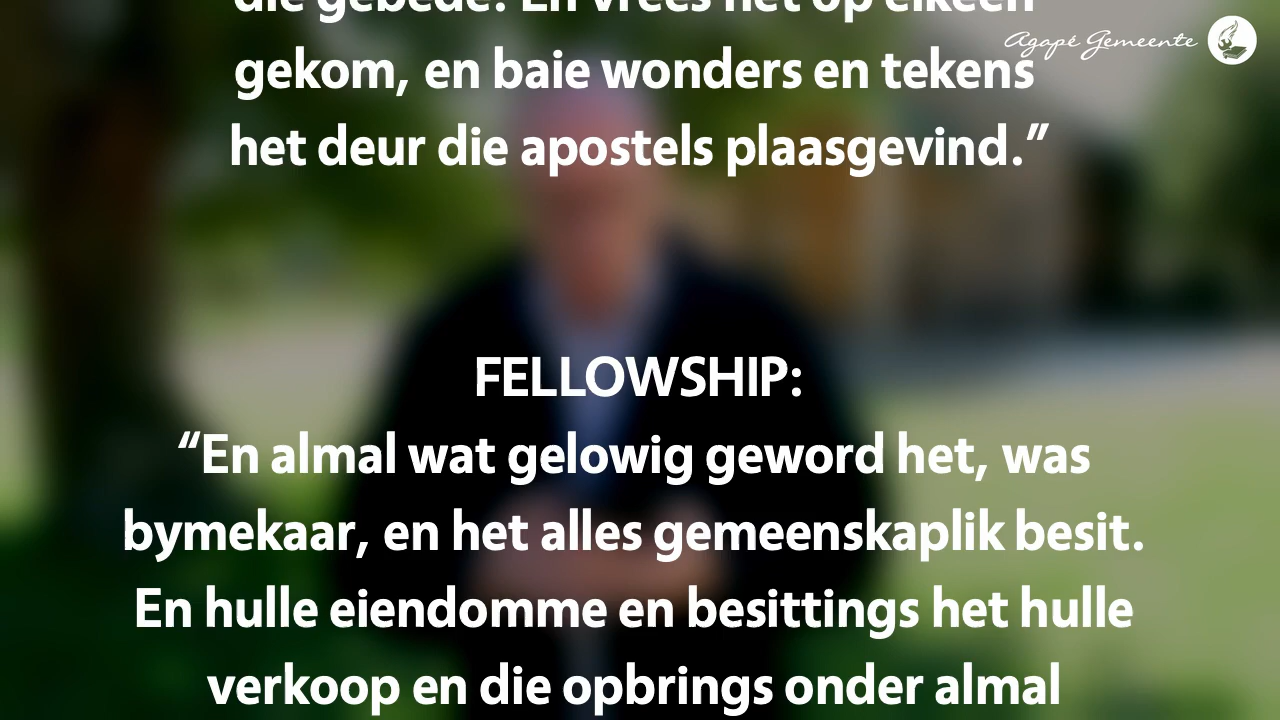 die gebede. En vrees het op elkeen
Agapé Gemeente
gekom, en baie wonders en tekens
het deur die apostels plaasgevind.”
FELLOWSHIP:
“En almal wat gelowig geword het, was
bymekaar, en het alles gemeenskaplik besit.
En hulle eiendomme en besittings het hulle
verkoop en die opbrings onder almal